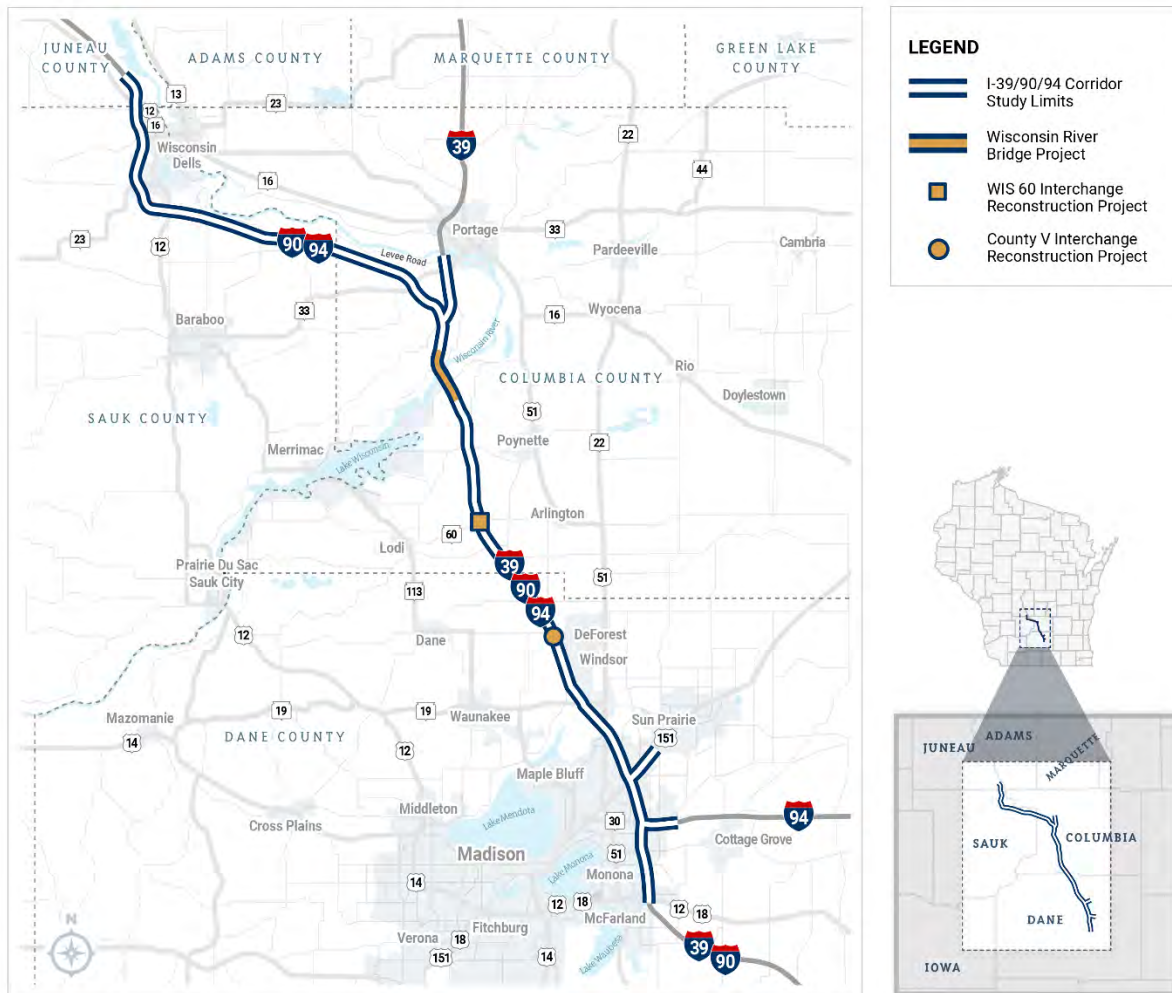 JUNEAU
COUNTY
ADAMS COUNTY
MARQUETTE COUNTY
GREEN LAKE
COUNTY
13
23
12
16
Wisconsin
Dells
39
22
44
16
Portage
33
Pardeeville
Cambria
23
12
90
94
Levee Road
Baraboo
33
16
Wyocena
Wisconsin River
COLUMBIA COUNTY
Rio
Doylestown
SAUK COUNTY
51
Merrimac
Poynette
22
Lake Wisconsin
60
Arlington
Lodi
39
90
94
Prairie Du Sac
Sauk City
113
51
12
Dane
DeForest
Windsor
Mazomanie
19
19
Waunakee
Sun Prairie
14
DANE COUNTY
151
12
Maple Bluff
Middleton
Lake Mendota
30
94
Cross Plains
Cottage Grove
Madison
51
Lake Monona
Monona
14
12
18
12
18
McFarland
Fitchburg
Verona
18
151
14
Lake Waubesa
39
90
N
LEGEND
I-39/90/94 Corridor
Study Limits
Wisconsin River
Bridge Project
WIS 60 Interchange
Reconstruction Project
County V Interchange
Reconstruction Project
ADAMS
JUNEAU
MARQUETTE
SAUK
COLUMBIA
DANE
IOWA